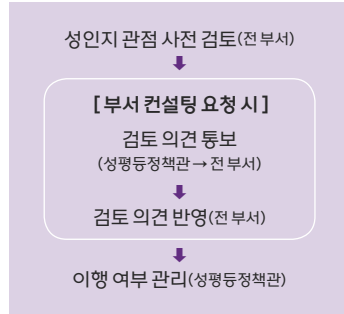 성인지 관점 사전 검토(전 부서)
[ 부서 컨설팅 요청 시 ]
검토 의견 통보
(성평등정책관 → 전 부서)
검토 의견 반영(전 부서)
이행 여부 관리(성평등정책관)